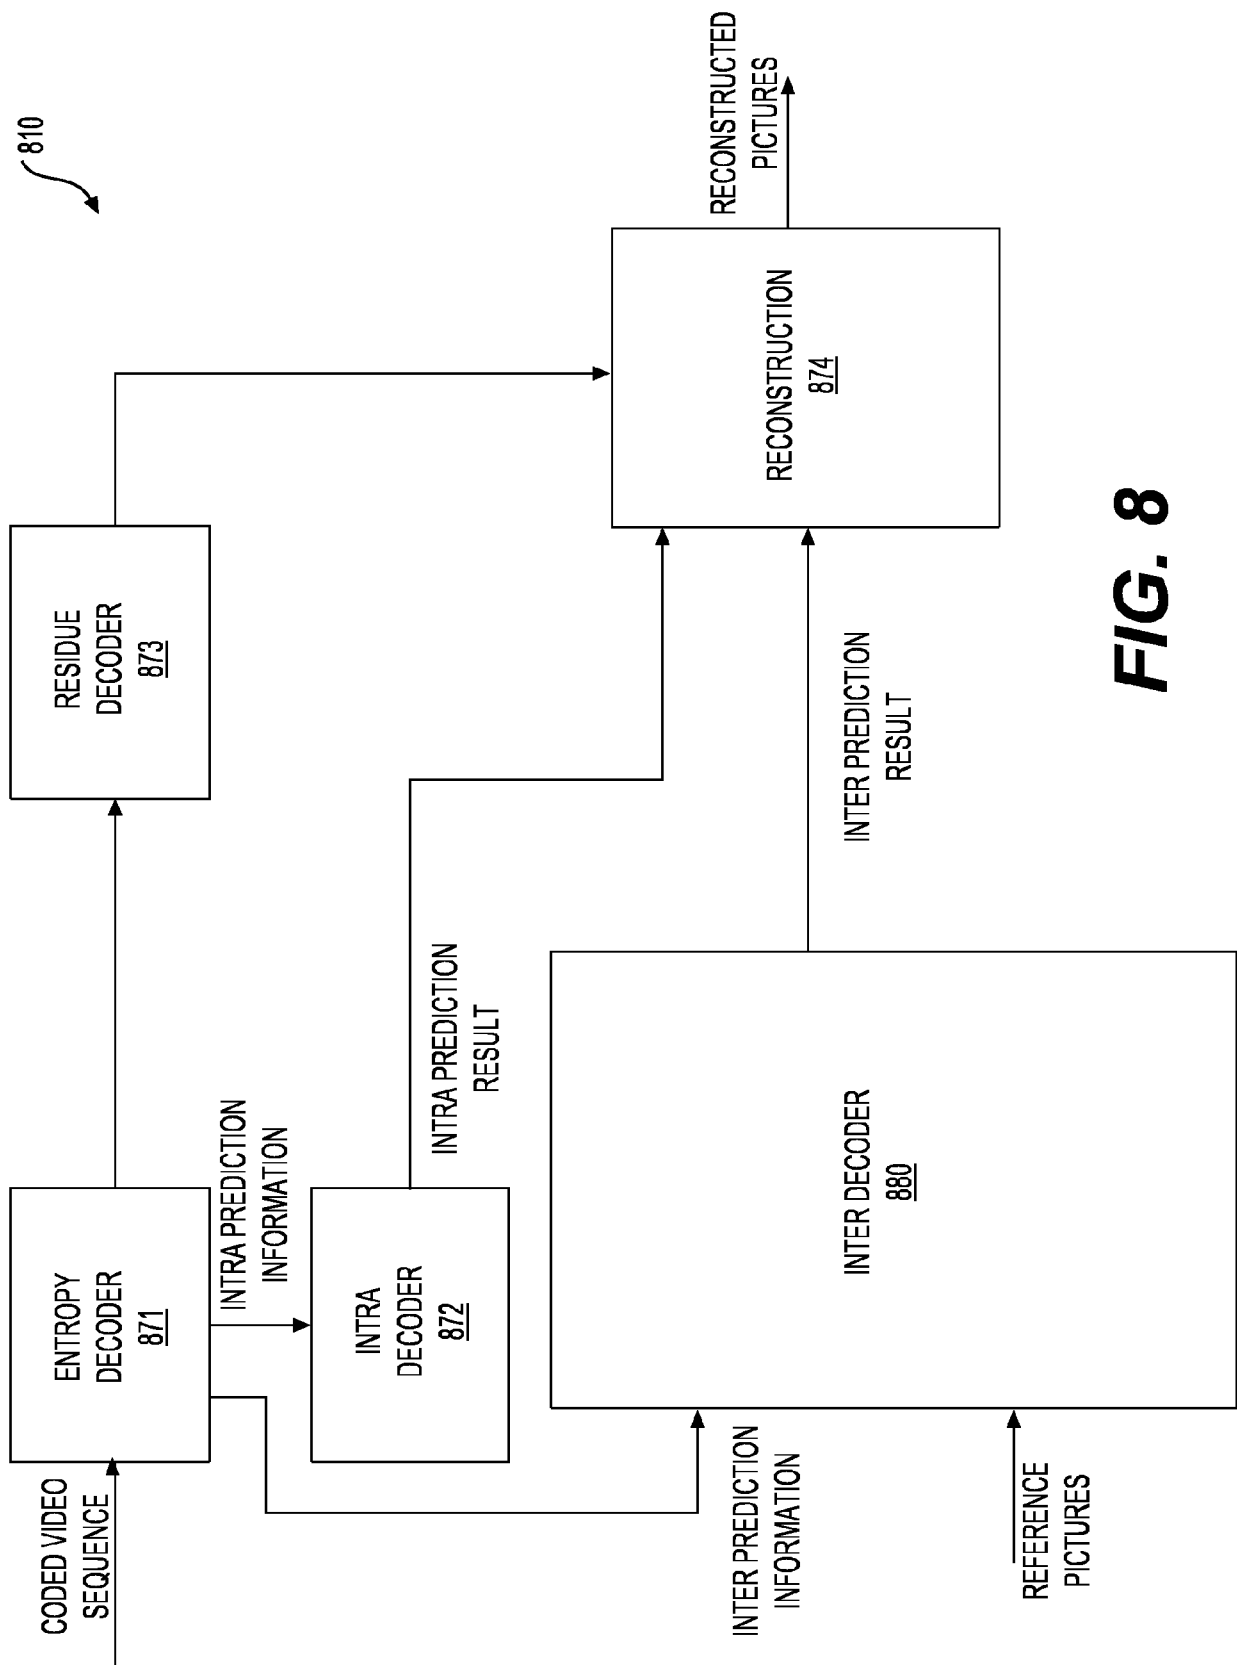 810
CODED VIDEO
SEQUENCE
ENTROPY
DECODER
871
RESIDUE
DECODER
873
INTRA PREDICTION
INFORMATION
INTRA
DECODER
872
INTRA PREDICTION
RESULT
INTER PREDICTION
INFORMATION
REFERENCE
PICTURES
INTER DECODER
880
INTER PREDICTION
RESULT
RECONSTRUCTION
874
RECONSTRUCTED
PICTURES
FIG. 8